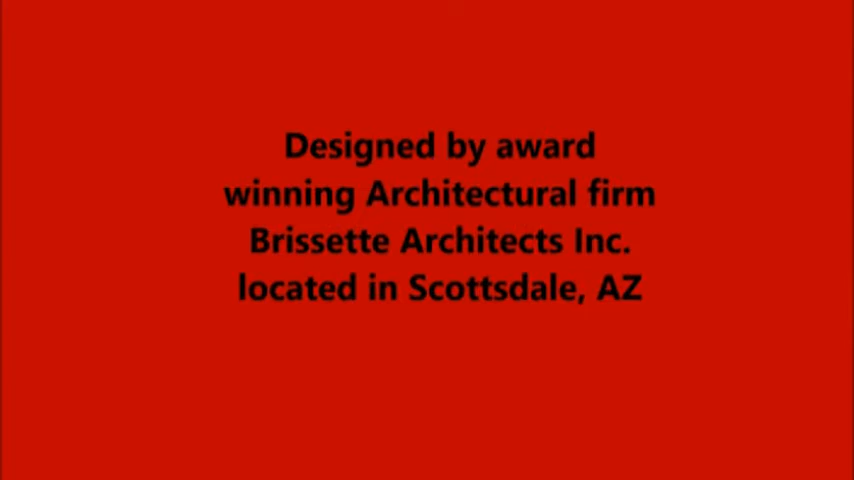 Designed by award
winning Architectural firm
Brissette Architects Inc.
located in Scottsdale, AZ